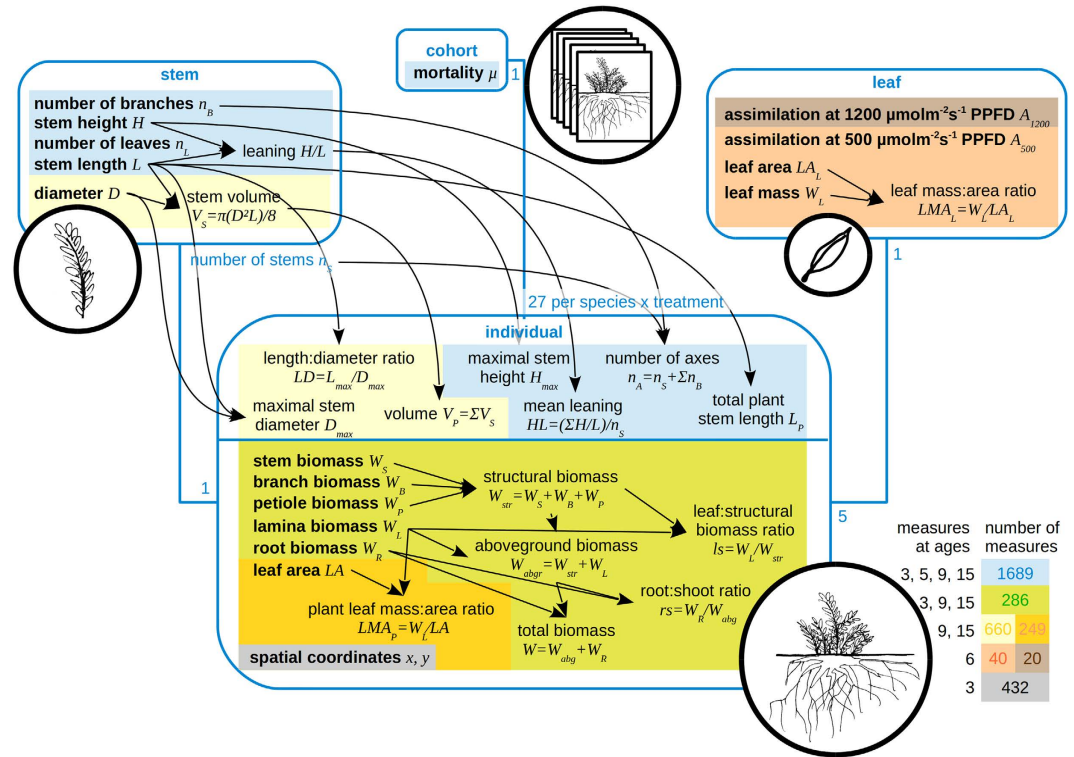 cohort
mortality μ
1
stem
number of branches n_B
stem height H
number of leaves n_L
stem length L
leaning H/L
diameter D
stem volume
V_S=π(D²L)/8
leaf
assimilation at 1200 μmolm⁻²s⁻¹ PPFD A_1200
assimilation at 500 μmolm⁻²s⁻¹ PPFD A_500
leaf area LA_L
leaf mass W_L
leaf mass:area ratio
LMA_L=W_L/LA_L
number of stems n_S
1
27 per species x treatment
individual
length:diameter ratio
LD=L_max/D_max
maximal stem
height H_max
number of axes
n_A=n_S+Σn_B
maximal stem
diameter D_max
volume V_P=ΣV_S
mean leaning
HL=(ΣH/L)/n_S
total plant
stem length L_P
1
5
stem biomass W_S
branch biomass W_B
petiole biomass W_P
lamina biomass W_L
root biomass W_R
leaf area LA
structural biomass
W_str=W_S+W_B+W_P
leaf:structural
biomass ratio
ls=W_L/W_str
aboveground biomass
W_abgr=W_str+W_L
root:shoot ratio
rs=W_R/W_abg
plant leaf mass:area ratio
LMA_P=W_L/LA
total biomass
W=W_abg+W_R
spatial coordinates x, y
measures
at ages
number of
measures
3, 5, 9, 15 1689
3, 9, 15 286
9, 15 660 249
6 40 20
3 432